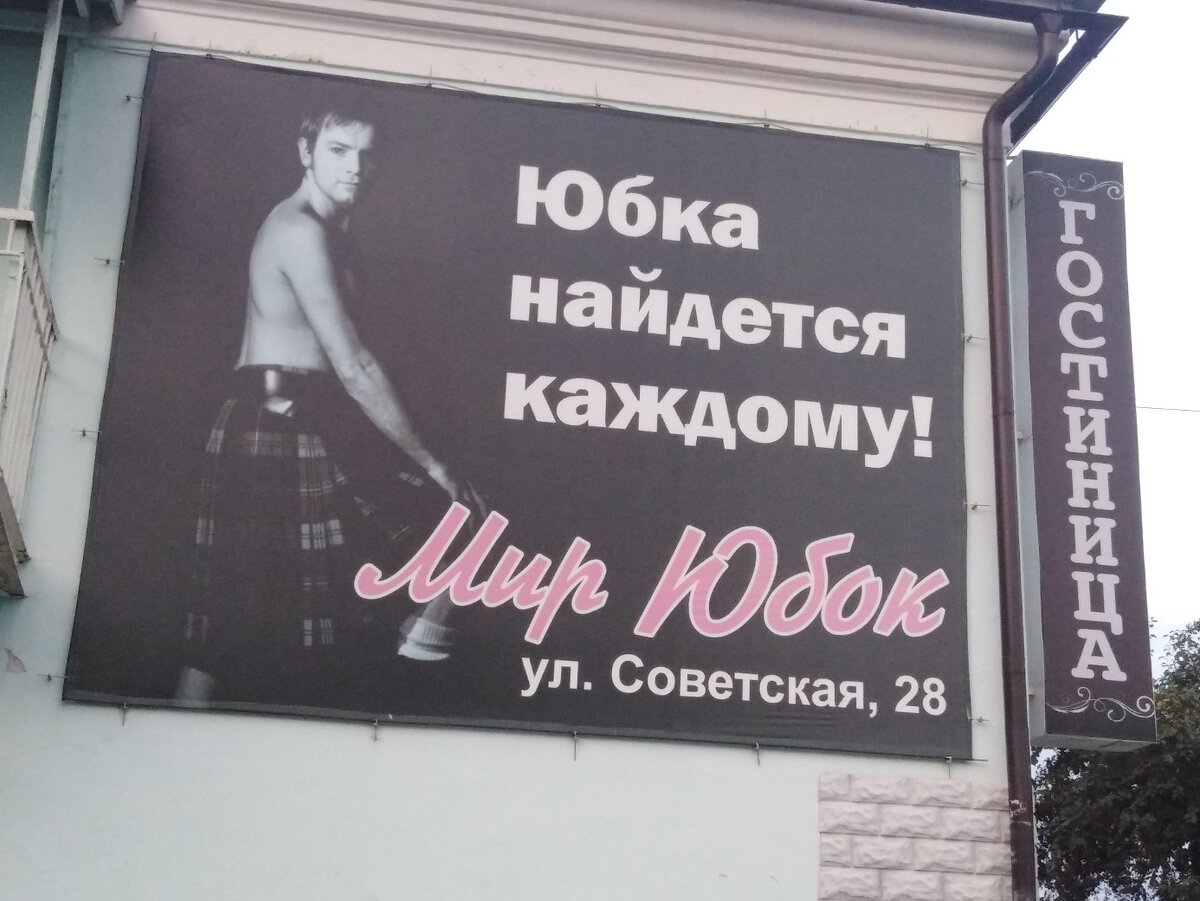 Юбка
найдется
каждому!
Мир Юбок
ул. Советская, 28
ГОСТИНИЦА